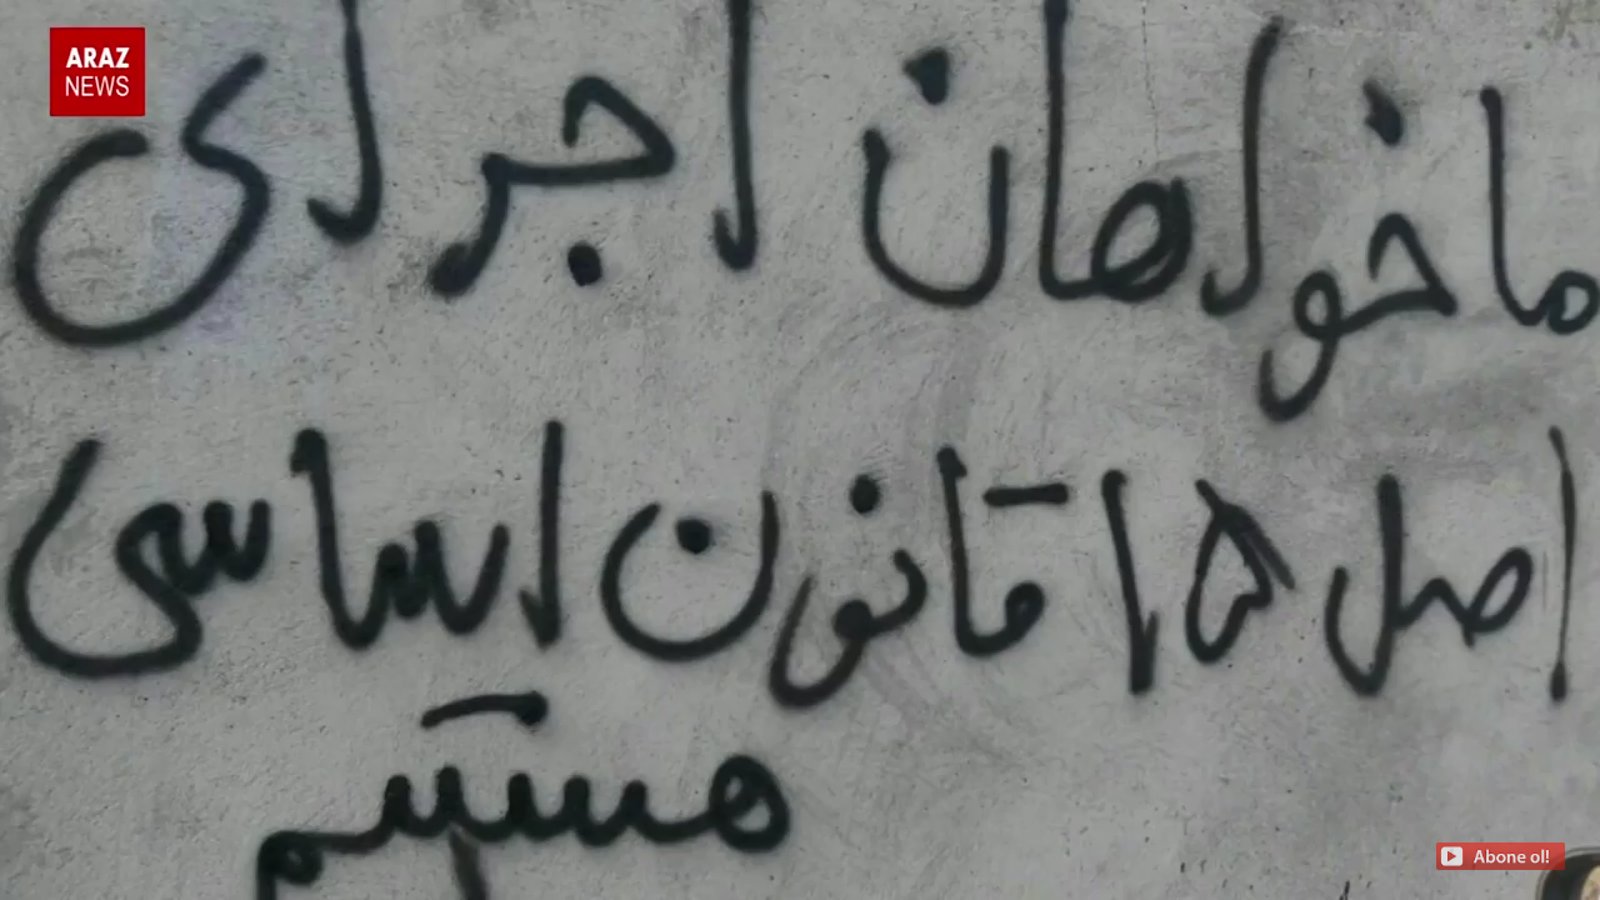 ARAZ
NEWS
ما خواهان اجرای
اصل ۱۵ قانون اساسی
هستیم
Abone ol!